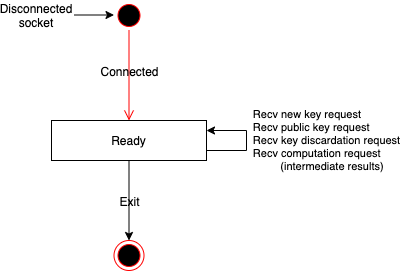 Disconnected
socket
Connected
Ready
Recv new key request
Recv public key request
Recv key discardation request
Recv computation request
(intermediate results)
Exit